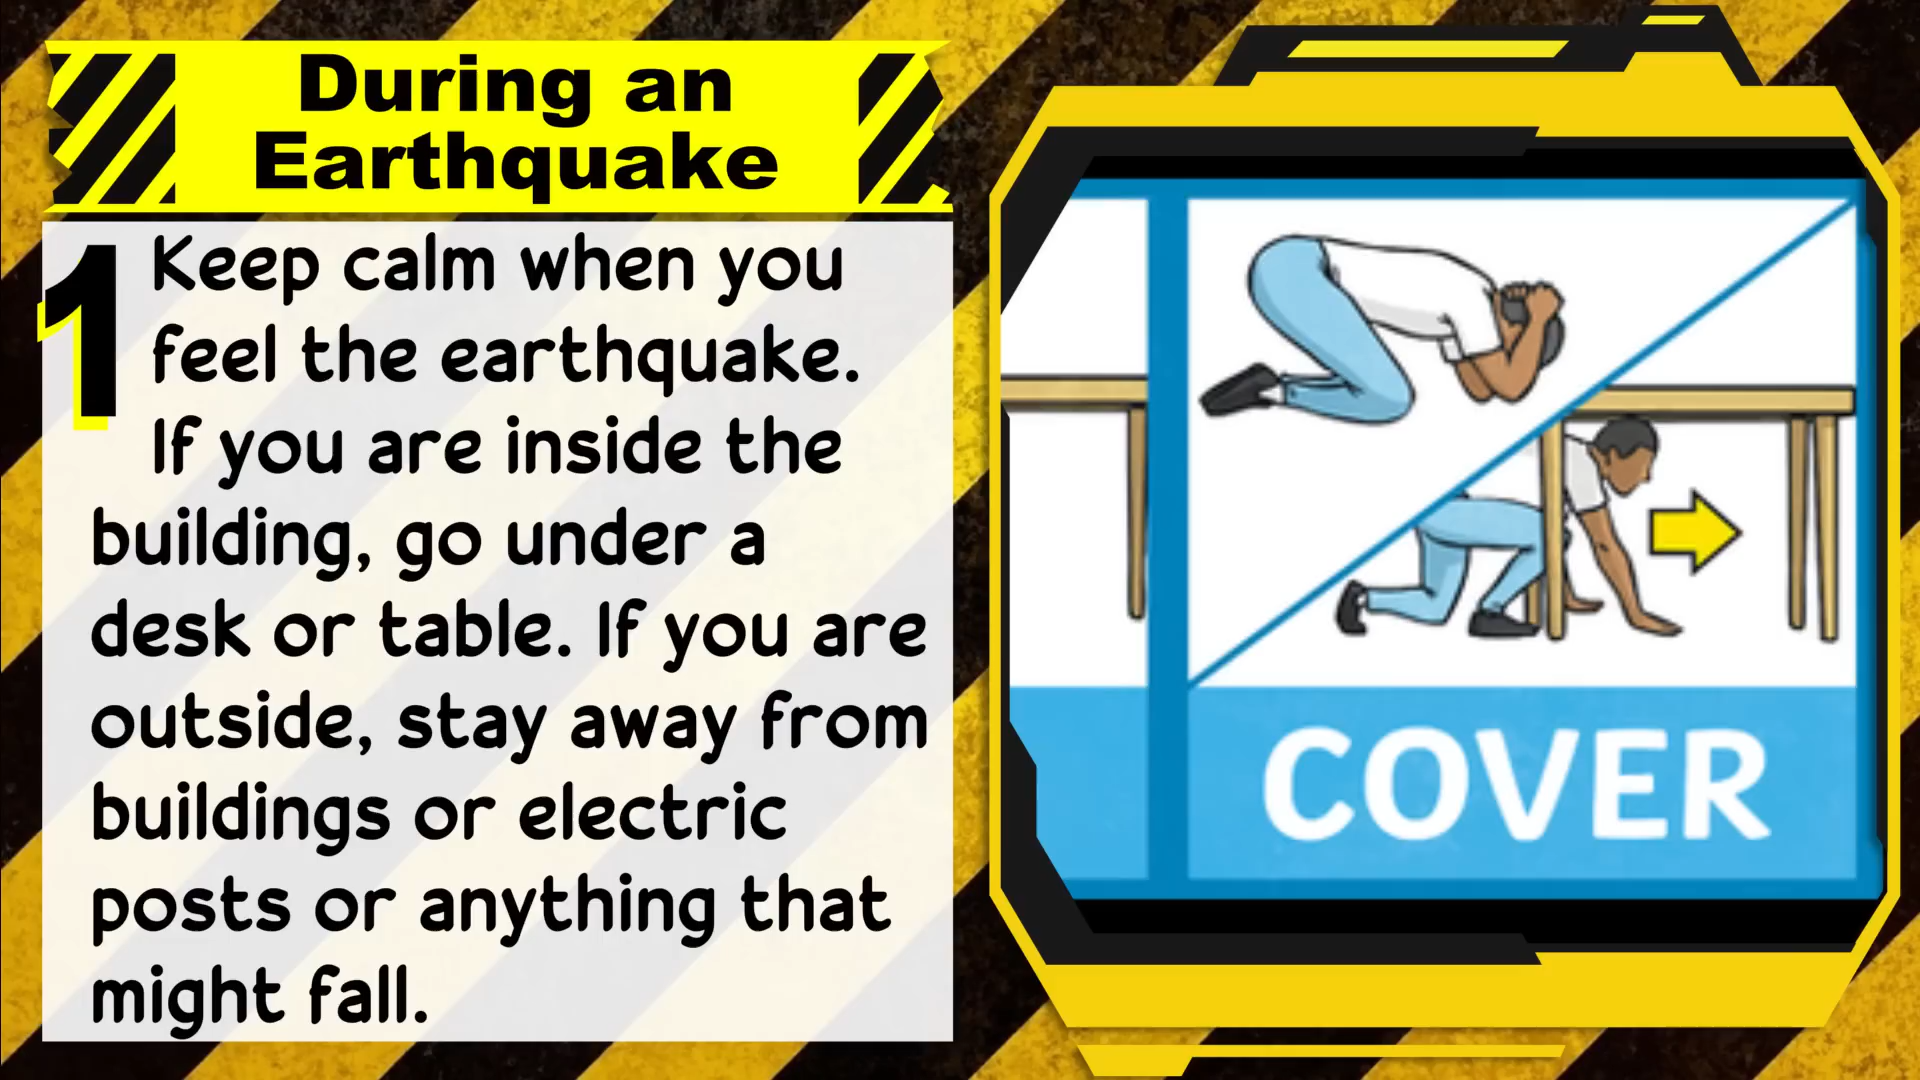 During an
Earthquake
1
Keep calm when you
feel the earthquake.
If you are inside the
building, go under a
desk or table. If you are
outside, stay away from
buildings or electric
posts or anything that
might fall.
COVER